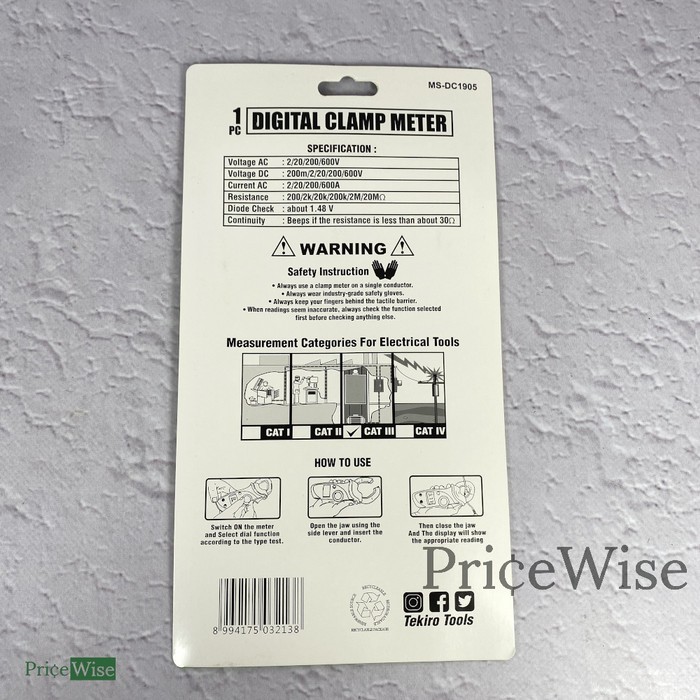 MS-DC1905
1 PC DIGITAL CLAMP METER
SPECIFICATION :
Voltage AC : 2/20/200/600V
Voltage DC : 200m/2/20/200/600V
Current AC : 2/20/200/600A
Resistance : 200/2k/20k/200k/2M/20MΩ
Diode Check : about 1.48 V
Continuity : Beeps if the resistance is less than about 30Ω
WARNING
Safety Instruction
• Always use a clamp meter on a single conductor.
• Always wear industry-grade safety gloves.
• Always keep your fingers behind the tactile barrier.
• When readings seem inaccurate, always check the function selected
first before checking anything else.
Measurement Categories For Electrical Tools
CAT I CAT II CAT III CAT IV
HOW TO USE
Switch ON the meter
and Select dial function
according to the type test.
Open the jaw using the
side lever and insert the
conductor.
Then close the jaw
And The display will show
the appropriate reading
PriceWise
8 994175 032138
Tekiro Tools
PriceWise